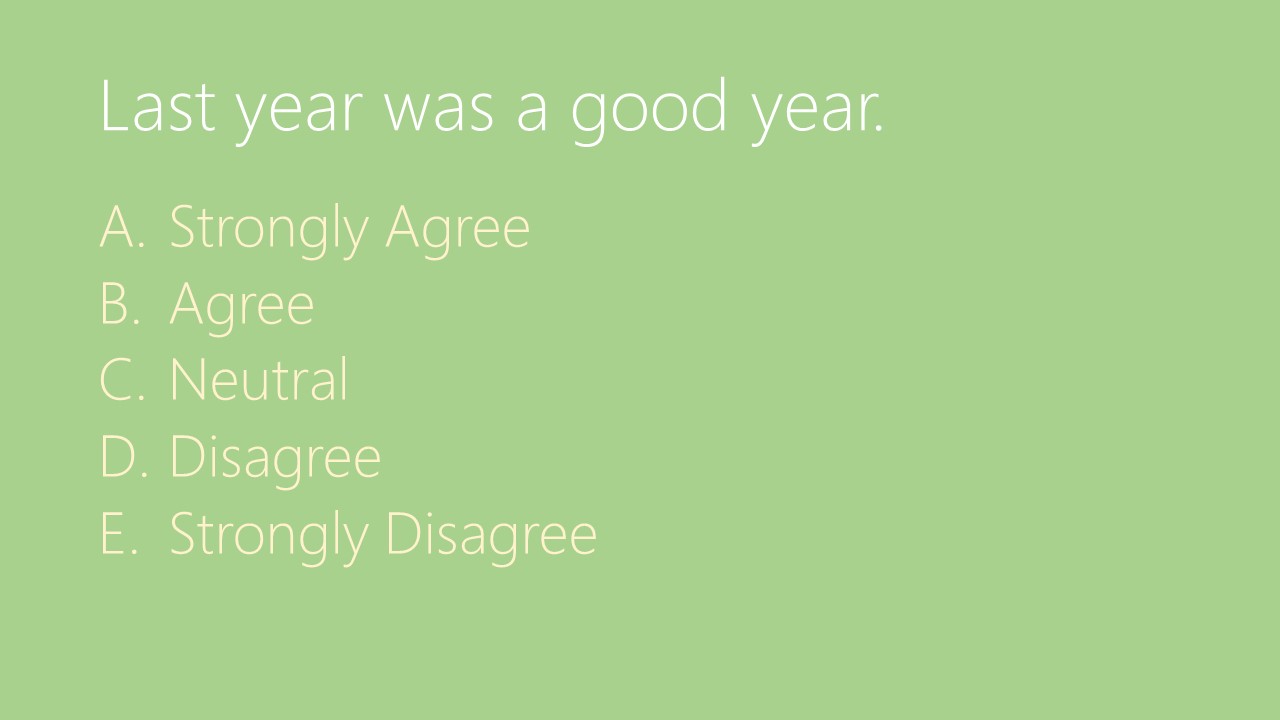 Last year was a good year.
A. Strongly Agree
B. Agree
C. Neutral
D. Disagree
E. Strongly Disagree